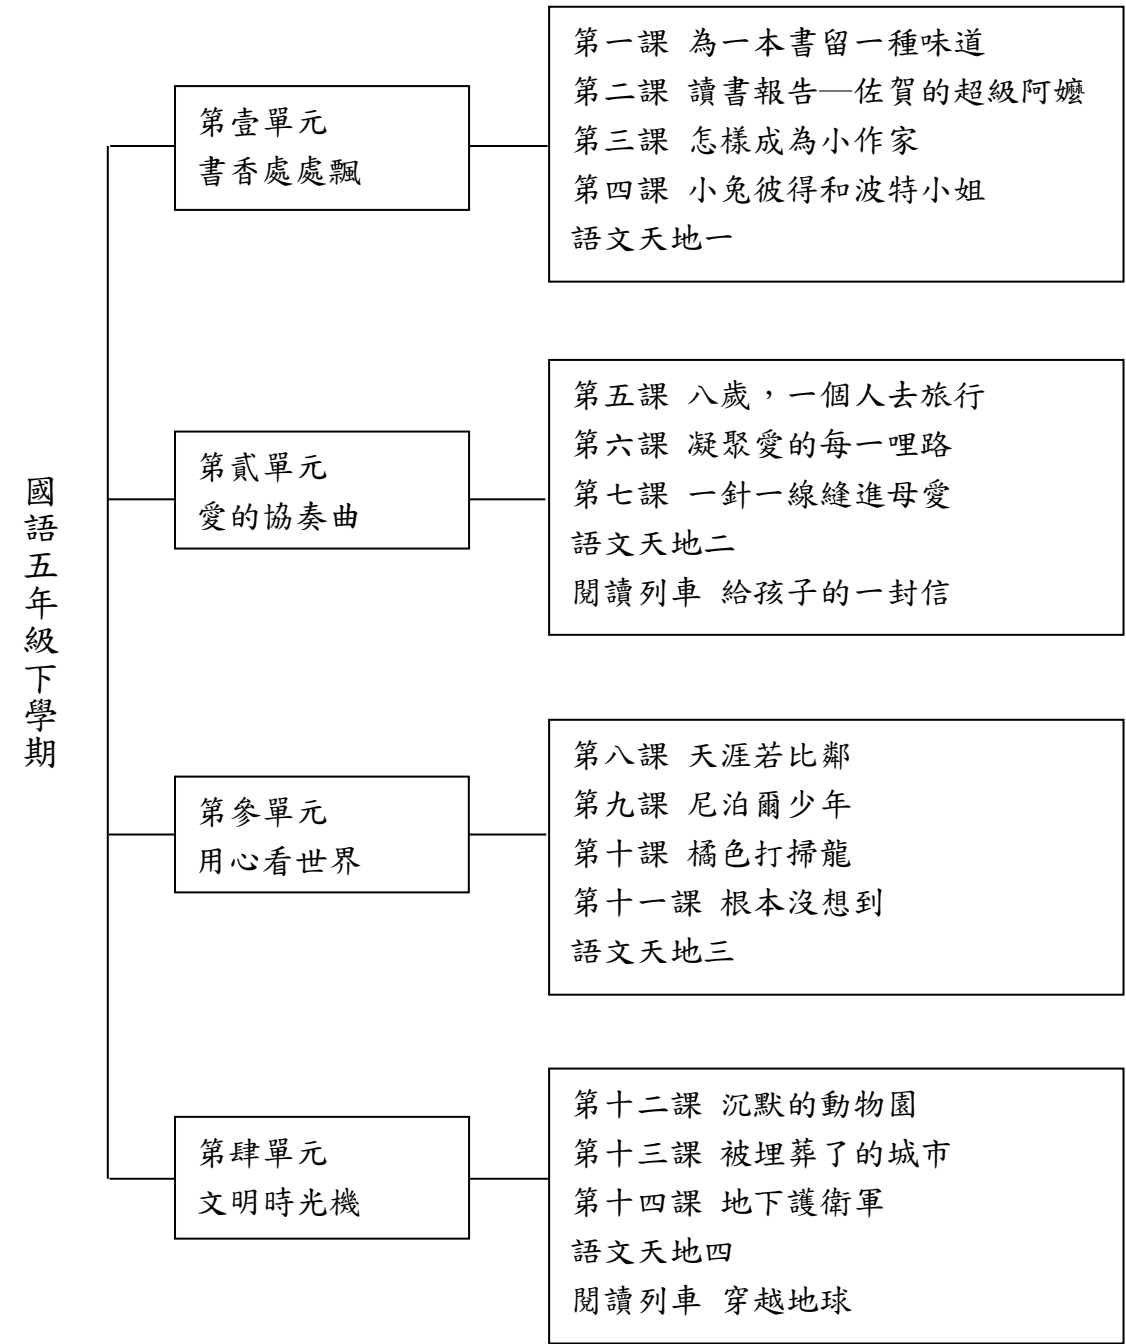 國語五年級下學期
第壹單元
書香處處飄
第一課 為一本書留一種味道
第二課 讀書報告─佐賀的超級阿嬤
第三課 怎樣成為小作家
第四課 小兔彼得和波特小姐
語文天地一
第貳單元
愛的協奏曲
第五課 八歲,一個人去旅行
第六課 凝聚愛的每一哩路
第七課 一針一線縫進母愛
語文天地二
閱讀列車 給孩子的一封信
第參單元
用心看世界
第八課 天涯若比鄰
第九課 尼泊爾少年
第十課 橘色打掃龍
第十一課 根本沒想到
語文天地三
第肆單元
文明時光機
第十二課 沉默的動物園
第十三課 被埋葬了的城市
第十四課 地下護衛軍
語文天地四
閱讀列車 穿越地球